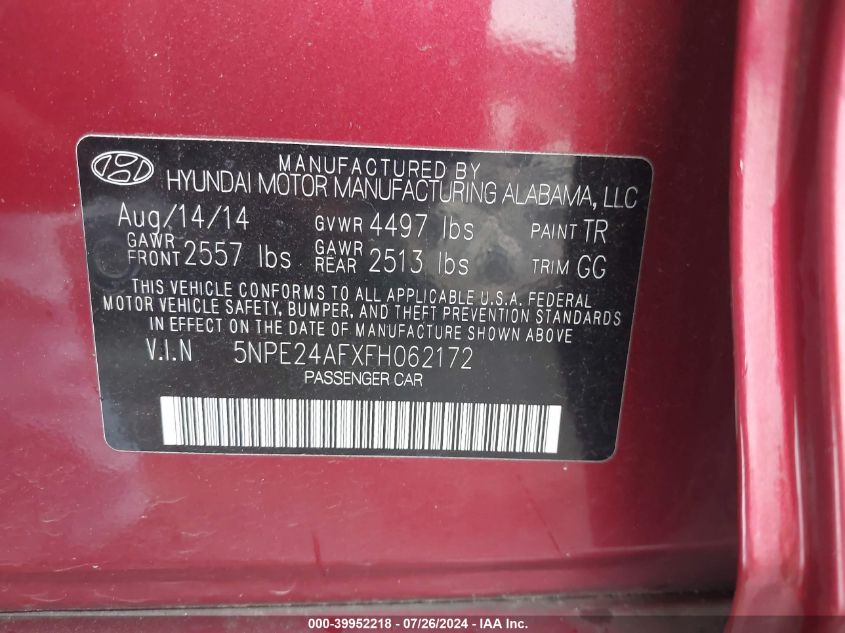 MANUFACTURED BY
HYUNDAI MOTOR MANUFACTURING ALABAMA, LLC
Aug/14/14 GVWR 4497 lbs PAINT TR
GAWR FRONT 2557 lbs GAWR REAR 2513 lbs TRIM GG
THIS VEHICLE CONFORMS TO ALL APPLICABLE U.S.A. FEDERAL
MOTOR VEHICLE SAFETY, BUMPER, AND THEFT PREVENTION STANDARDS
IN EFFECT ON THE DATE OF MANUFACTURE SHOWN ABOVE
V.I.N 5NPE24AFXFH062172
PASSENGER CAR
000-39952218 - 07/26/2024 - IAA Inc.